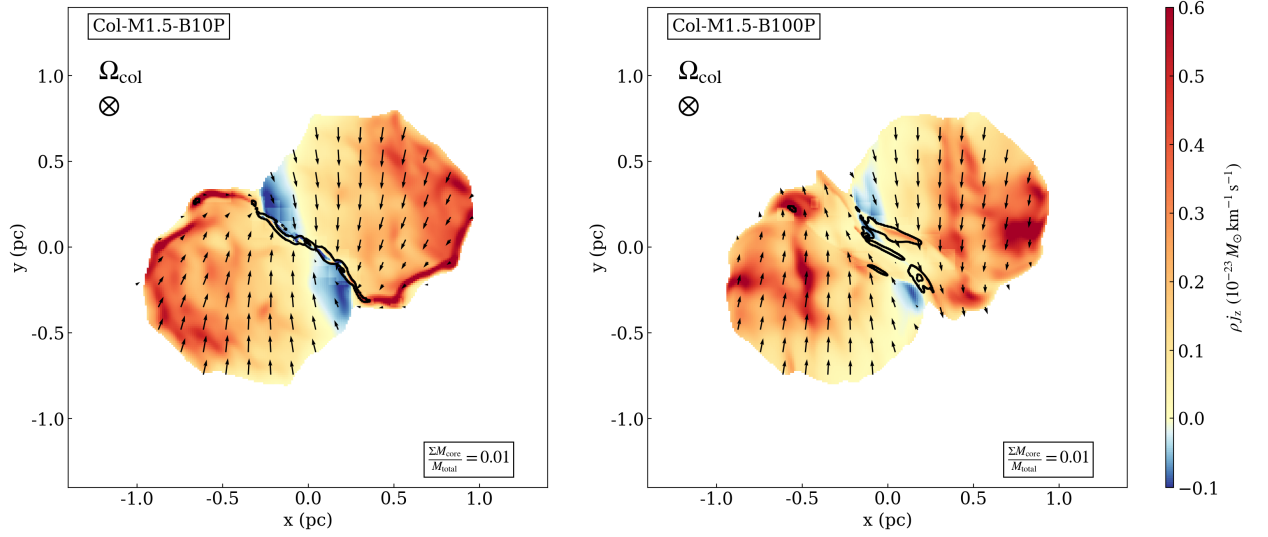 Col-M1.5-B10P
Ω_col
⊗
1.0
0.5
0.0
-0.5
-1.0
y (pc)
-1.0 -0.5 0.0 0.5 1.0
x (pc)
ΣM_core/M_total = 0.01
Col-M1.5-B100P
Ω_col
⊗
1.0
0.5
0.0
-0.5
-1.0
y (pc)
-1.0 -0.5 0.0 0.5 1.0
x (pc)
ΣM_core/M_total = 0.01
0.6
0.5
0.4
0.3
0.2
0.1
0.0
−0.1
ρ j_z (10⁻²³ M_⊙ km⁻¹ s⁻¹)